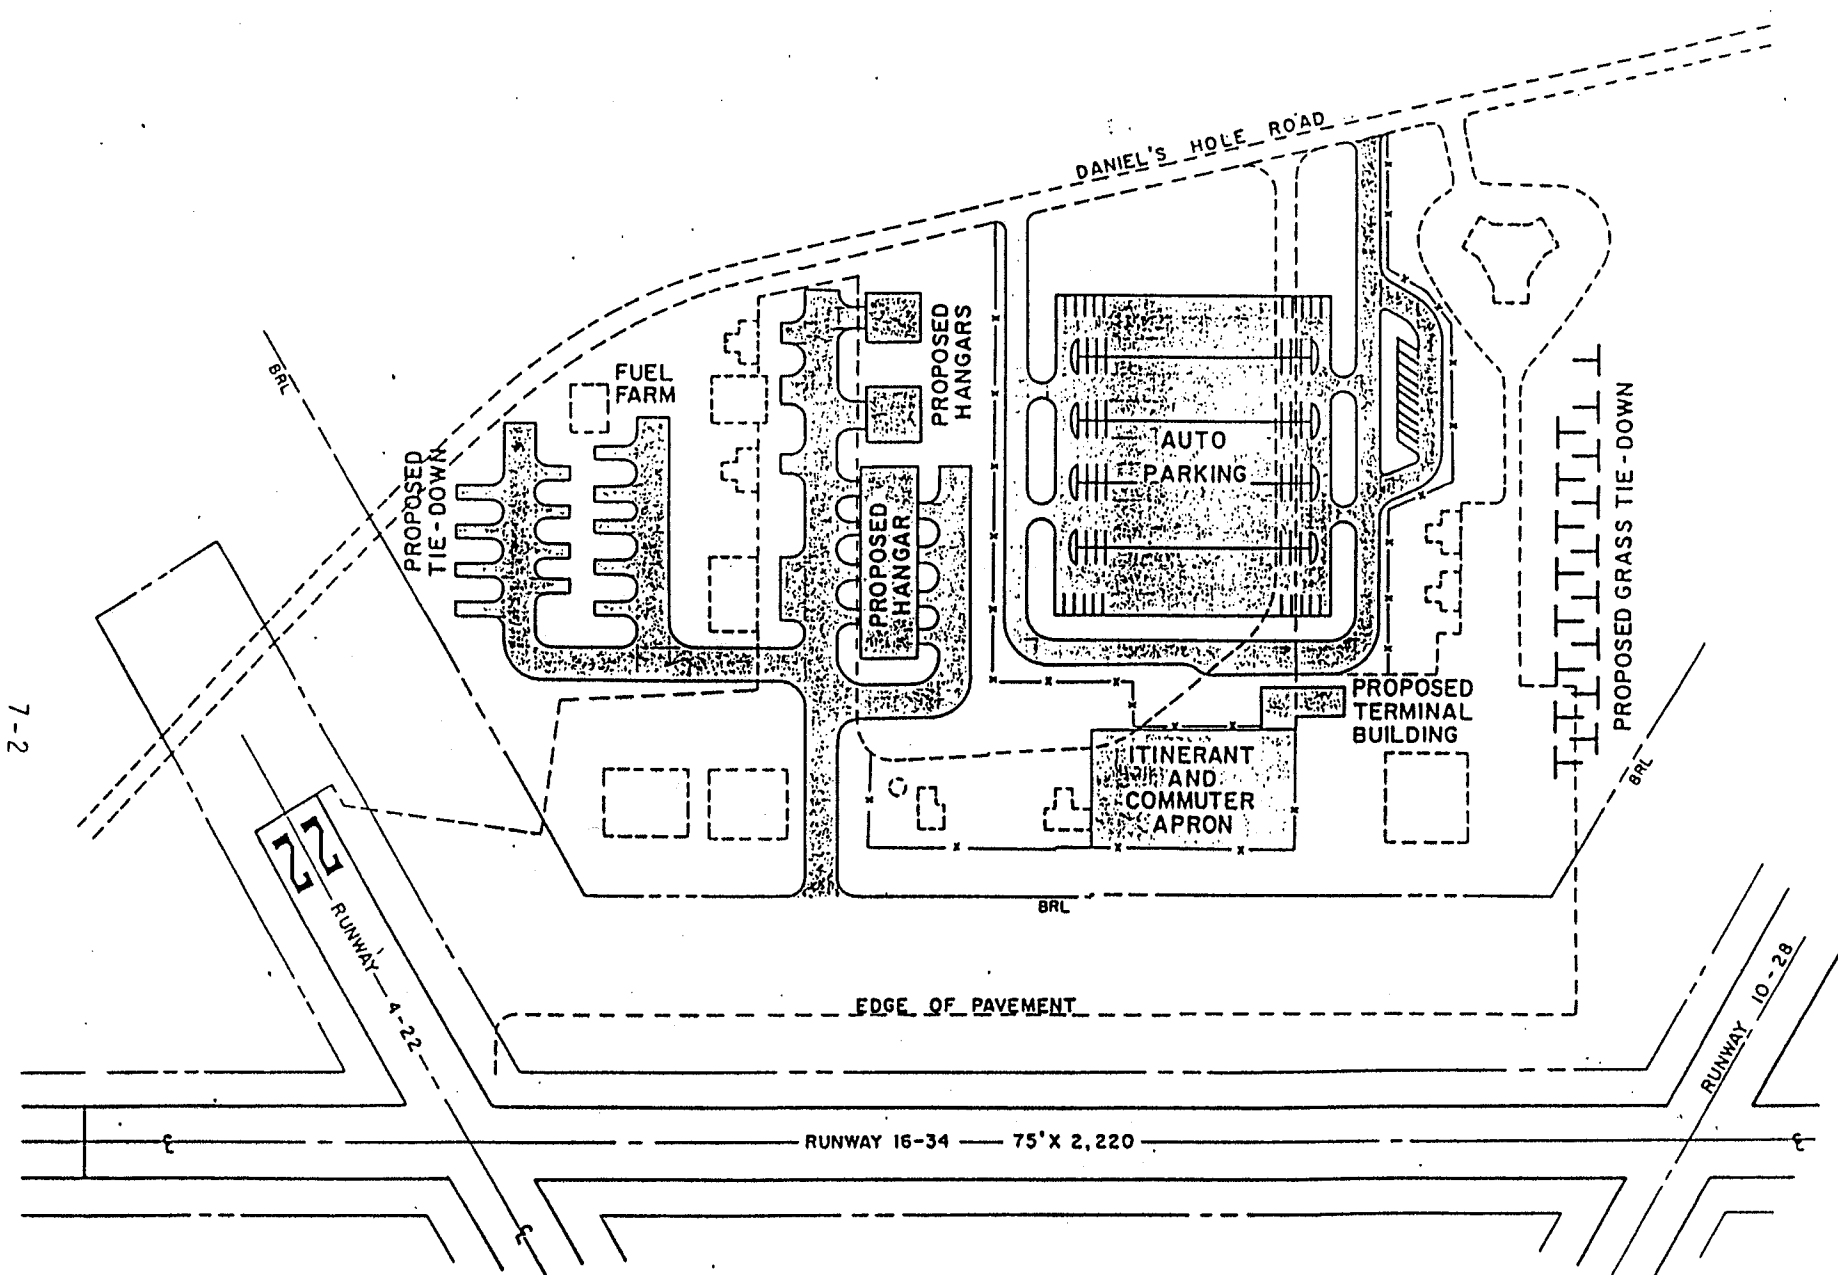 DANIEL'S HOLE ROAD
BRL
FUEL
FARM
PROPOSED
HANGARS
PROPOSED
TIE-DOWN
AUTO
PARKING
PROPOSED
HANGAR
PROPOSED GRASS TIE-DOWN
PROPOSED
TERMINAL
BUILDING
ITINERANT
AND
COMMUTER
APRON
BRL
7-2
22
RUNWAY 4-22
BRL
EDGE OF PAVEMENT
RUNWAY 10-28
RUNWAY 16-34 75' X 2,220